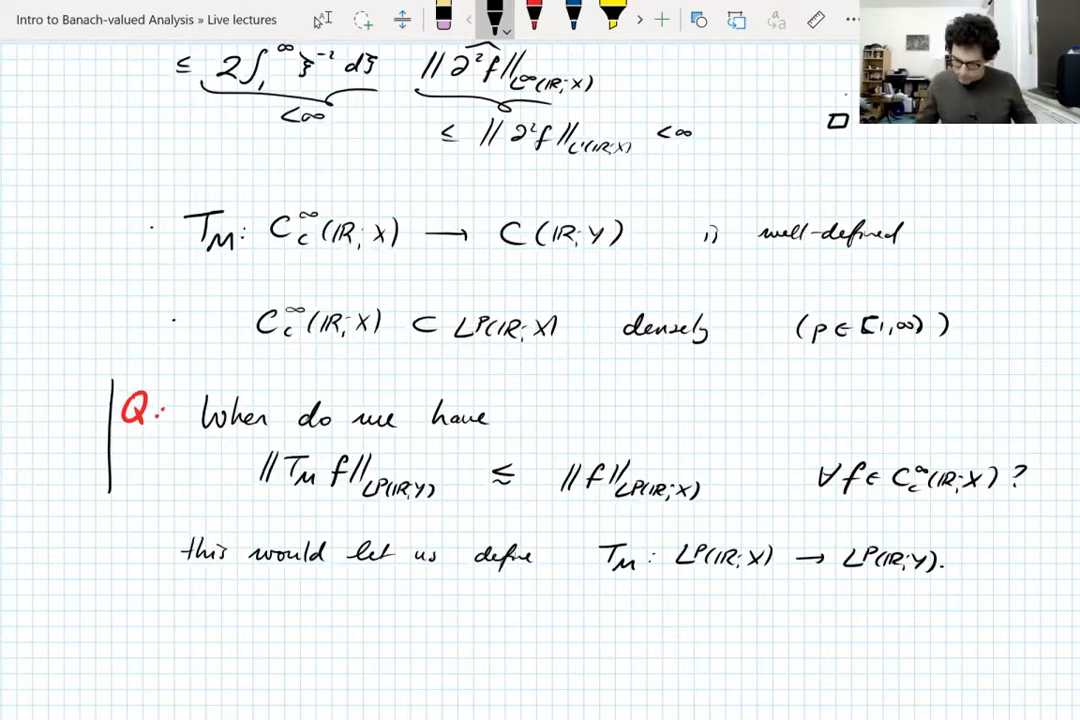 Intro to Banach-valued Analysis » Live lectures
≤ 2∫₁^∞ ξ⁻² dξ ‖\widehat{∂²f}‖_{L^∞(ℝ;X)}
<∞ ≤ ‖∂²f‖_{L¹(ℝ;X)} <∞ □
· T_M : C_c^∞(ℝ;X) → C(ℝ;Y) is well-defined
· C_c^∞(ℝ;X) ⊂ L^p(ℝ;X) densely (p ∈ [1,∞))
Q: When do we have
‖T_M f‖_{L^p(ℝ;Y)} ≲ ‖f‖_{L^p(ℝ;X)} ∀f ∈ C_c^∞(ℝ;X)?
this would let us define T_M : L^p(ℝ;X) → L^p(ℝ;Y).